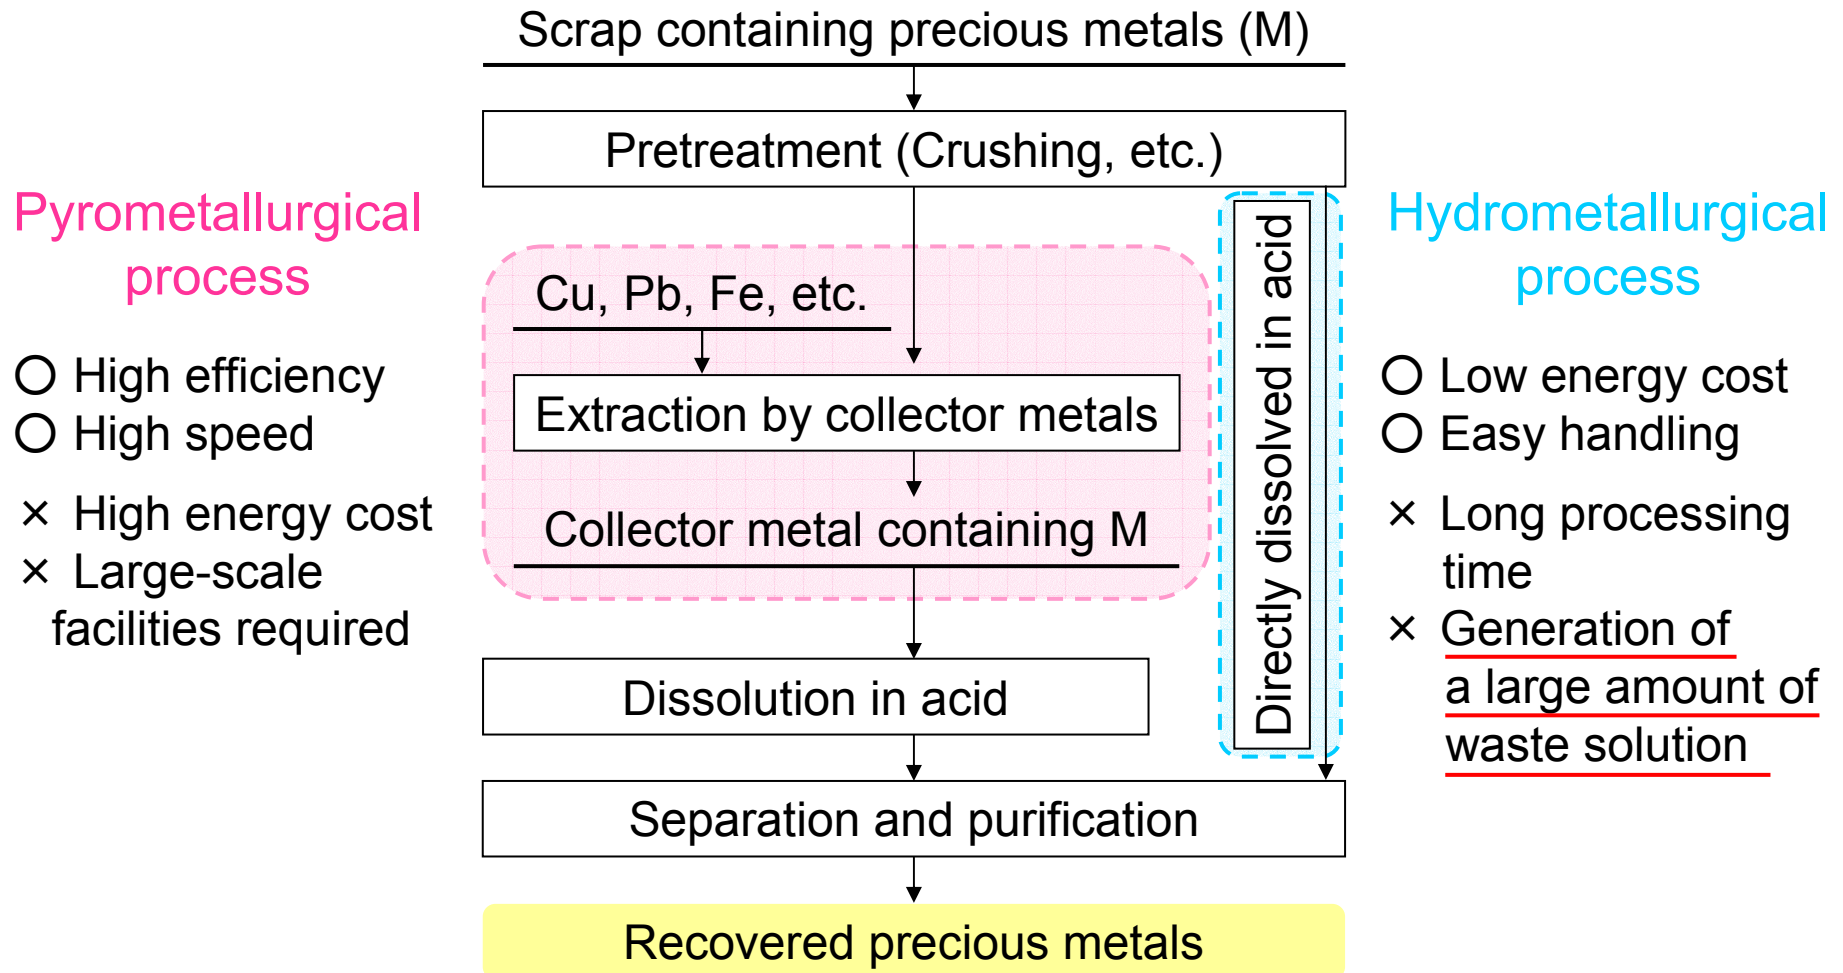 Scrap containing precious metals (M)
Pretreatment (Crushing, etc.)
Pyrometallurgical
process
○ High efficiency
○ High speed
× High energy cost
× Large-scale
facilities required
Cu, Pb, Fe, etc.
Extraction by collector metals
Collector metal containing M
Dissolution in acid
Directly dissolved in acid
Separation and purification
Recovered precious metals
Hydrometallurgical
process
○ Low energy cost
○ Easy handling
× Long processing
time
× Generation of
a large amount of
waste solution